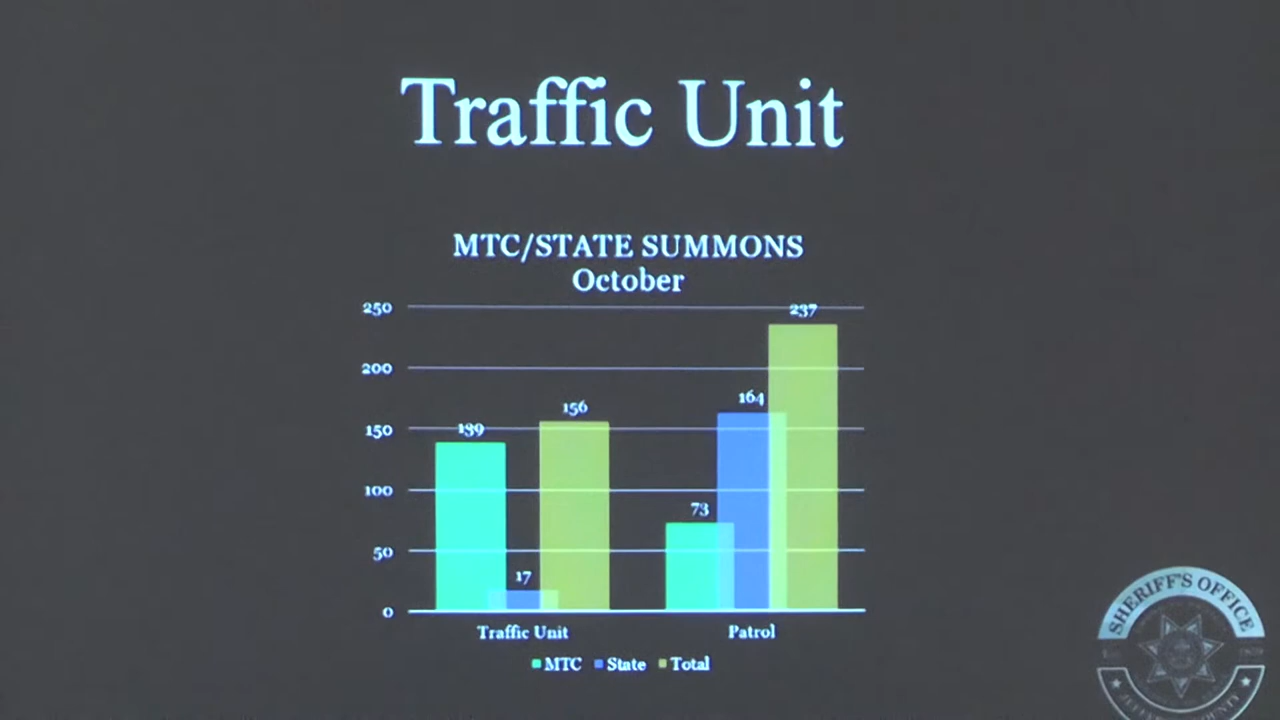 Traffic Unit
MTC/STATE SUMMONS
October
250
200
150
100
50
0
139
17
156
73
164
237
Traffic Unit
Patrol
MTC
State
Total
SHERIFF'S OFFICE